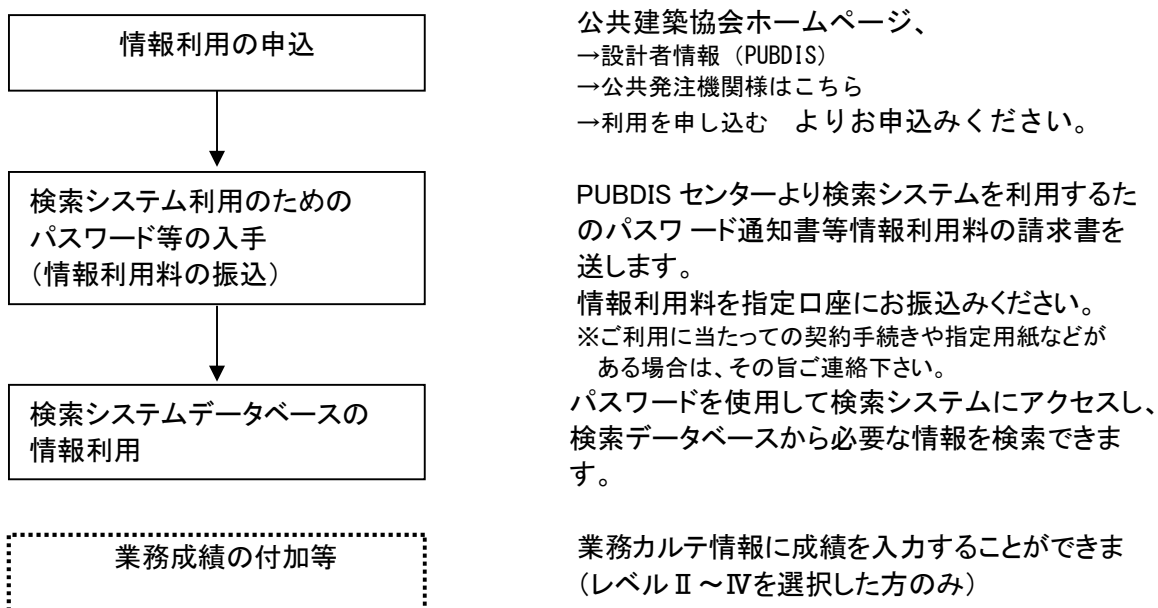 情報利用の申込
公共建築協会ホームページ、
→設計者情報（PUBDIS）
→公共発注機関様はこちら
→利用を申し込む　よりお申込みください。
検索システム利用のための
パスワード等の入手
（情報利用料の振込）
PUBDIS センターより検索システムを利用するた
のパスワード通知書等情報利用料の請求書を
送します。
情報利用料を指定口座にお振込みください。
※ご利用に当たっての契約手続きや指定用紙などが
ある場合は、その旨ご連絡下さい。
検索システムデータベースの
情報利用
パスワードを使用して検索システムにアクセスし、
検索データベースから必要な情報を検索できま
す。
業務成績の付加等
業務カルテ情報に成績を入力することができま
（レベルⅡ～Ⅳを選択した方のみ）